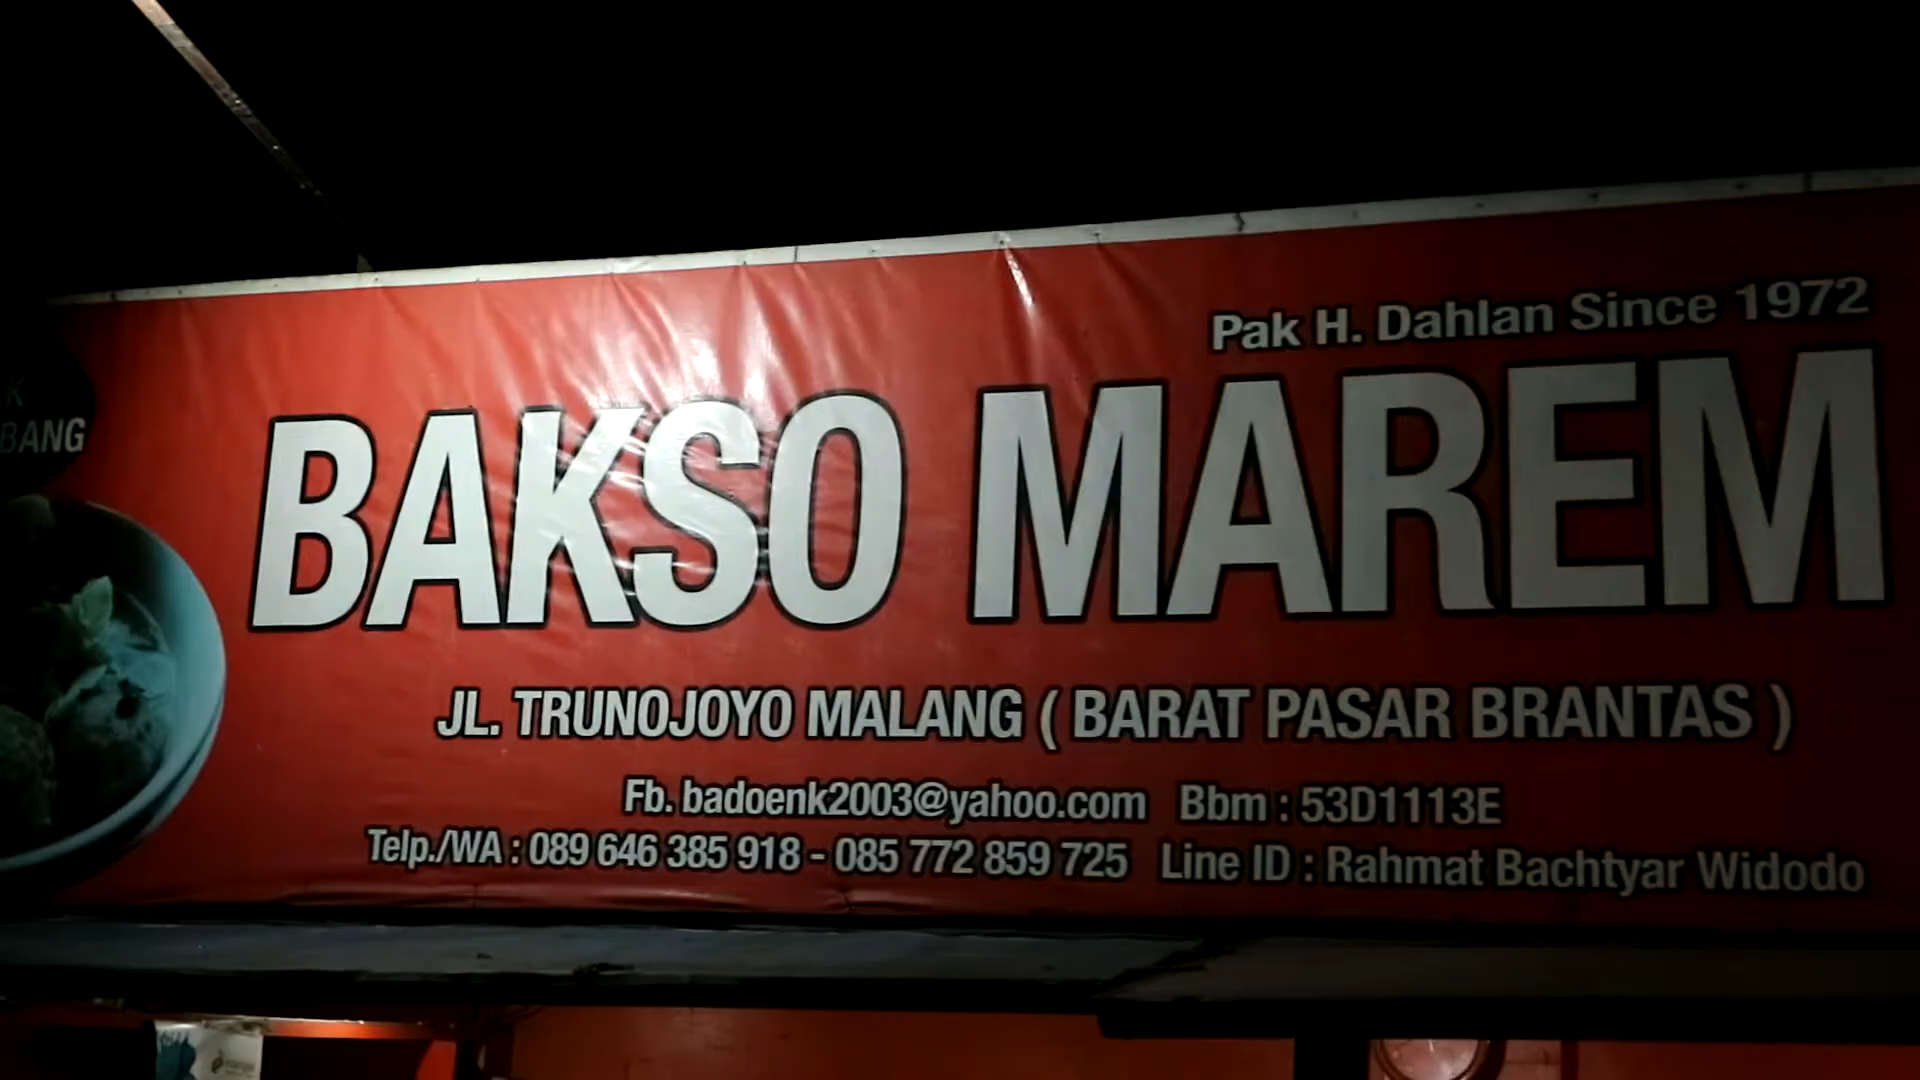 Pak H. Dahlan Since 1972
BANG
BAKSO MAREM
JL. TRUNOJOYO MALANG ( BARAT PASAR BRANTAS )
Fb. badoenk2003@yahoo.com Bbm : 53D1113E
Telp./WA : 089 646 385 918 - 085 772 859 725 Line ID : Rahmat Bachtyar Widodo